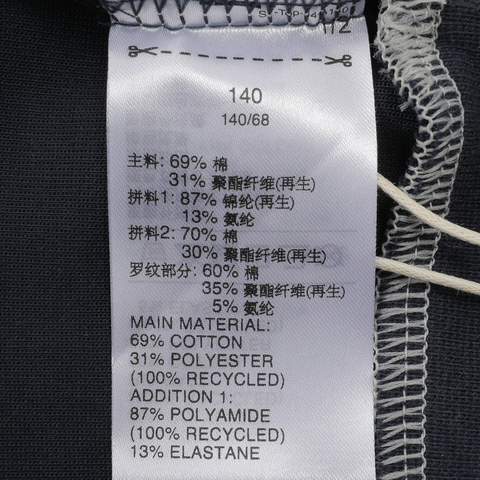 112
140
140/68
主料: 69% 棉
31% 聚酯纤维(再生)
拼料1: 87% 锦纶(再生)
13% 氨纶
拼料2: 70% 棉
30% 聚酯纤维(再生)
罗纹部分: 60% 棉
35% 聚酯纤维(再生)
5% 氨纶
MAIN MATERIAL:
69% COTTON
31% POLYESTER
(100% RECYCLED)
ADDITION 1:
87% POLYAMIDE
(100% RECYCLED)
13% ELASTANE